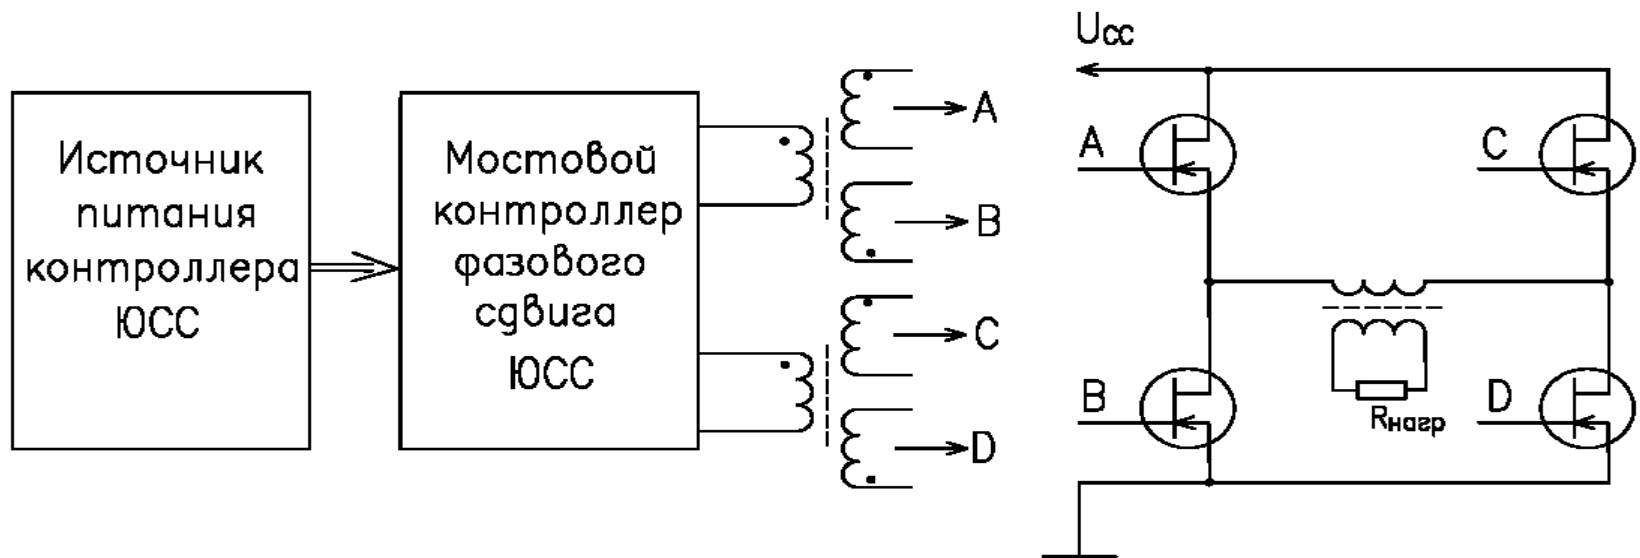 Источник
питания
контроллера
ЮСС
Мостовой
контроллер
фазового
сдвига
ЮСС
A
B
C
D
Ucc
A
C
B
D
Rнагр